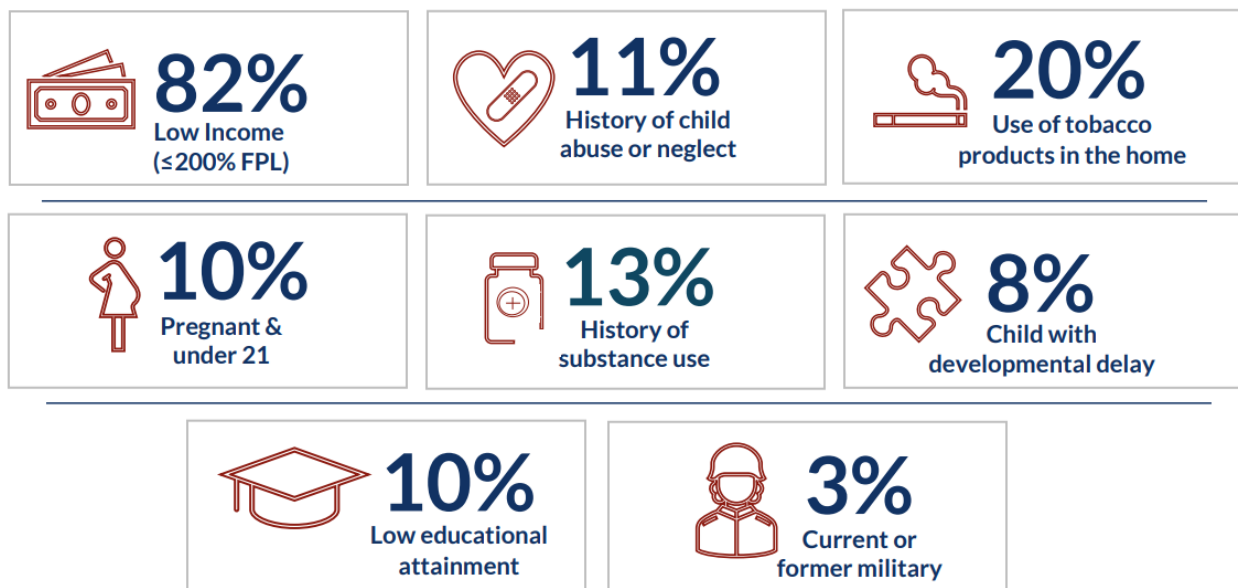 82%
Low Income
(≤200% FPL)
11%
History of child
abuse or neglect
20%
Use of tobacco
products in the home
10%
Pregnant &
under 21
13%
History of
substance use
8%
Child with
developmental delay
10%
Low educational
attainment
3%
Current or
former military